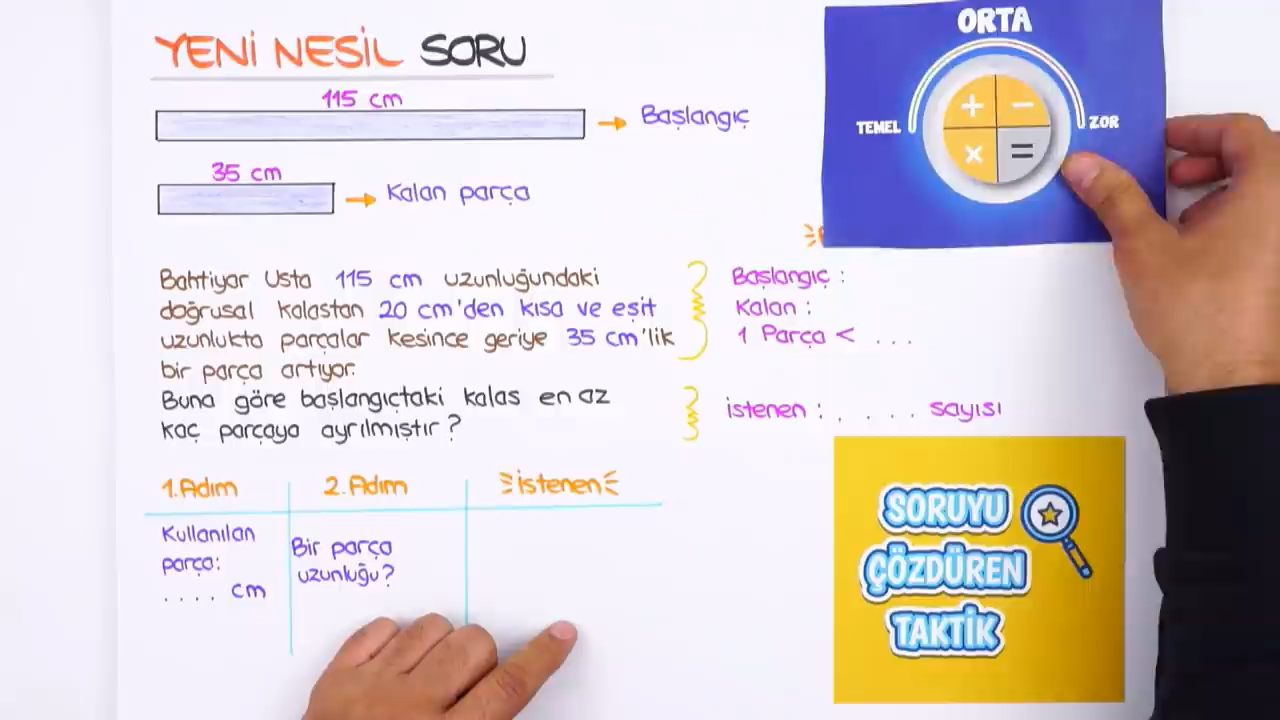 YENİ NESİL SORU
115 cm
Başlangıç
35 cm
Kalan parça
Bahtiyar Usta 115 cm uzunluğundaki
doğrusal kalastan 20 cm'den kısa ve eşit
uzunlukta parçalar kesince geriye 35 cm'lik
bir parça artıyor.
Buna göre başlangıçtaki kalas en az
kaç parçaya ayrılmıştır?
Başlangıç :
Kalan :
1 Parça < ...
istenen : .... sayısı
1.Adım
2.Adım
istenen
Kullanılan
parça:
.... cm
Bir parça
uzunluğu?
ORTA
TEMEL
ZOR
+ −
× =
SORUYU
ÇÖZDÜREN
TAKTİK